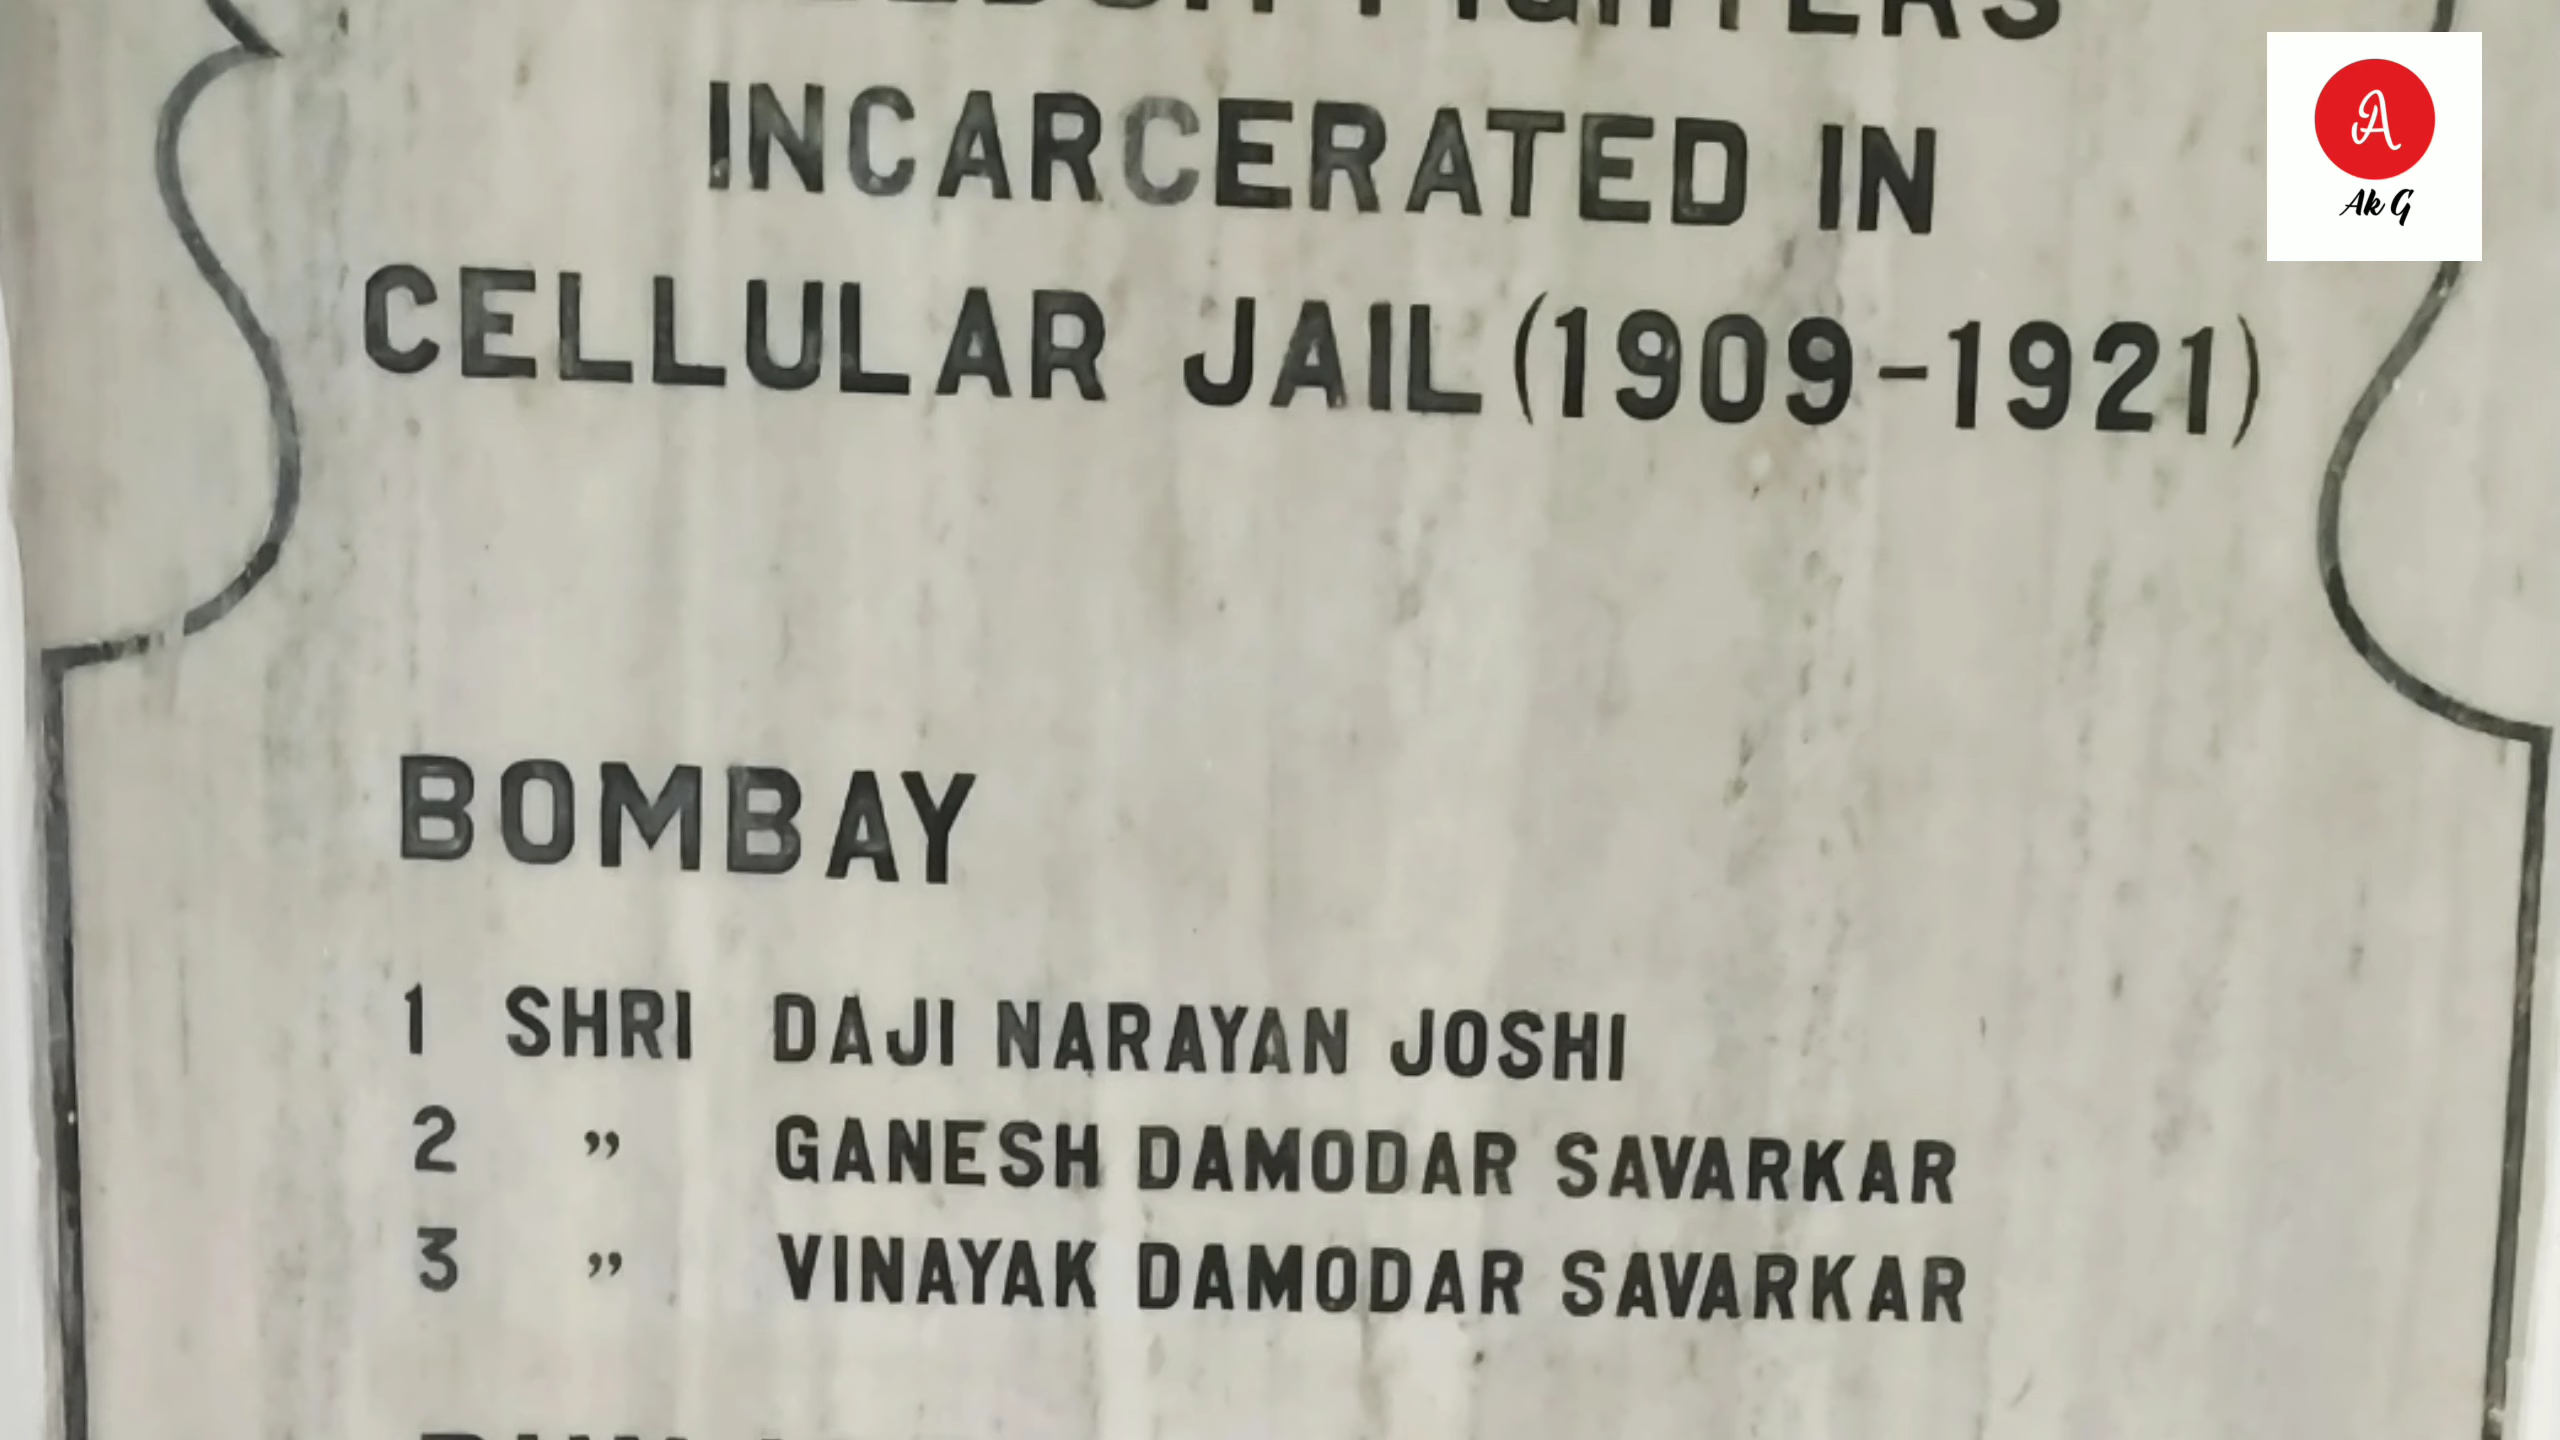 FIGHTERS
INCARCERATED IN
CELLULAR JAIL (1909-1921)
A
Ak G
BOMBAY
1 SHRI DAJI NARAYAN JOSHI
2 ” GANESH DAMODAR SAVARKAR
3 ” VINAYAK DAMODAR SAVARKAR